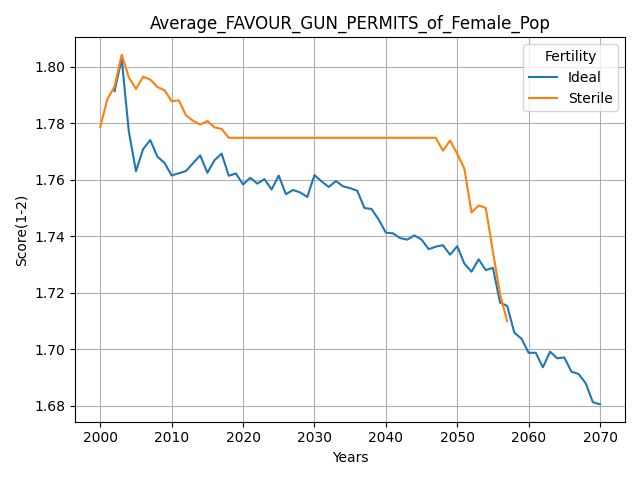 Average_FAVOUR_GUN_PERMITS_of_Female_Pop
Fertility
Ideal
Sterile
Score(1-2)
1.80
1.78
1.76
1.74
1.72
1.70
1.68
2000 2010 2020 2030 2040 2050 2060 2070
Years